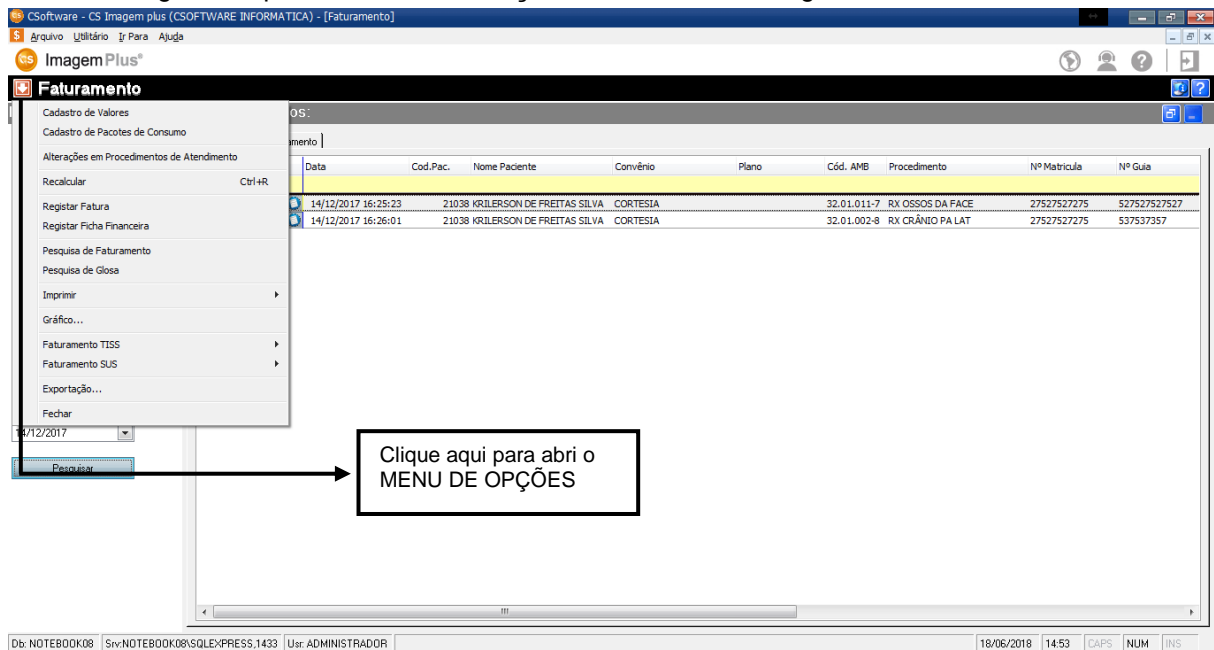 CSoftware - CS Imagem plus (CSOFTWARE INFORMATICA) - [Faturamento]
Arquivo Utilitário Ir Para Ajuda
CS ImagemPlus®
Faturamento
os:
amento
Cadastro de Valores
Cadastro de Pacotes de Consumo
Alterações em Procedimentos de Atendimento
Recalcular Ctrl+R
Registar Fatura
Registar Ficha Financeira
Pesquisa de Faturamento
Pesquisa de Glosa
Imprimir
Gráfico...
Faturamento TISS
Faturamento SUS
Exportação...
Fechar
Data Cod.Pac. Nome Paciente Convênio Plano Cód. AMB Procedimento Nº Matricula Nº Guia
14/12/2017 16:25:23 21038 KRILERSON DE FREITAS SILVA CORTESIA 32.01.011-7 RX OSSOS DA FACE 27527527275 527527527527
14/12/2017 16:26:01 21038 KRILERSON DE FREITAS SILVA CORTESIA 32.01.002-8 RX CRÂNIO PA LAT 27527527275 537537357
14/12/2017
Pesquisar
Clique aqui para abri o
MENU DE OPÇÕES
Db: NOTEBOOK08 Srv:NOTEBOOK08\SQLEXPRESS,1433 Usr: ADMINISTRADOR 18/06/2018 14:53 CAPS NUM INS